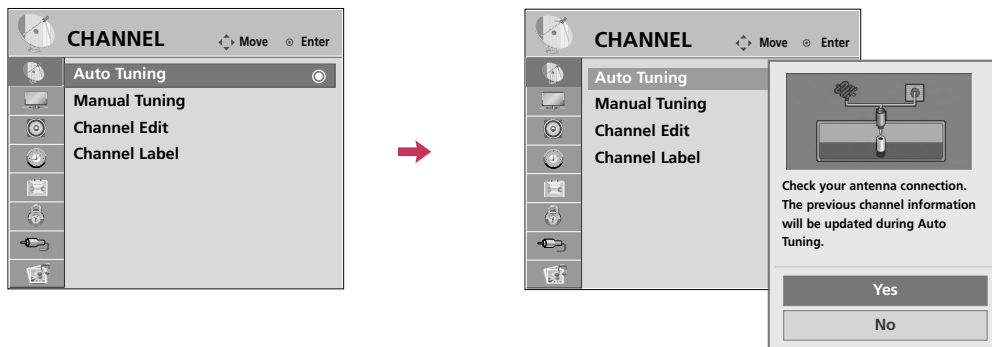 CHANNEL
Move
Enter
Auto Tuning
Manual Tuning
Channel Edit
Channel Label
CHANNEL
Move
Enter
Auto Tuning
Manual Tuning
Channel Edit
Channel Label
Check your antenna connection.
The previous channel information
will be updated during Auto
Tuning.
Yes
No